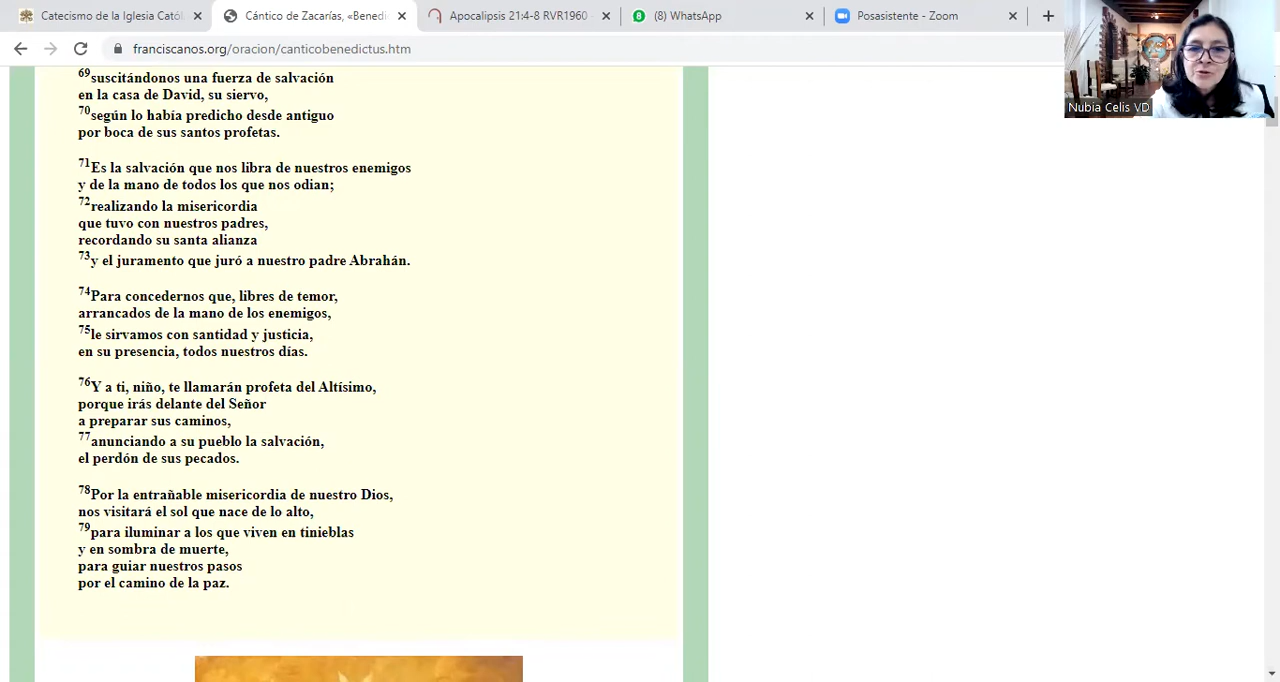 Catecismo de la Iglesia Catól
Cántico de Zacarías, «Benedi
Apocalipsis 21:4-8 RVR1960 -
(8) WhatsApp
Posasistente - Zoom
franciscanos.org/oracion/canticobenedictus.htm
Nubia Celis VD
69suscitándonos una fuerza de salvación
en la casa de David, su siervo,
70según lo había predicho desde antiguo
por boca de sus santos profetas.
71Es la salvación que nos libra de nuestros enemigos
y de la mano de todos los que nos odian;
72realizando la misericordia
que tuvo con nuestros padres,
recordando su santa alianza
73y el juramento que juró a nuestro padre Abrahán.
74Para concedernos que, libres de temor,
arrancados de la mano de los enemigos,
75le sirvamos con santidad y justicia,
en su presencia, todos nuestros días.
76Y a ti, niño, te llamarán profeta del Altísimo,
porque irás delante del Señor
a preparar sus caminos,
77anunciando a su pueblo la salvación,
el perdón de sus pecados.
78Por la entrañable misericordia de nuestro Dios,
nos visitará el sol que nace de lo alto,
79para iluminar a los que viven en tinieblas
y en sombra de muerte,
para guiar nuestros pasos
por el camino de la paz.